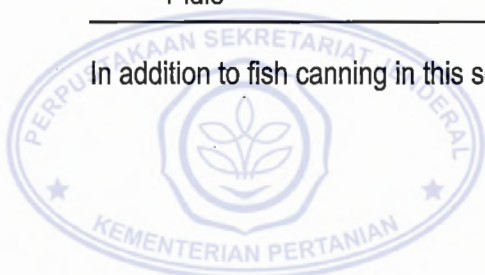 In addition to fish canning in this s
PERPUSTAKAAN SEKRETARIAT JENDERAL
KEMENTERIAN PERTANIAN